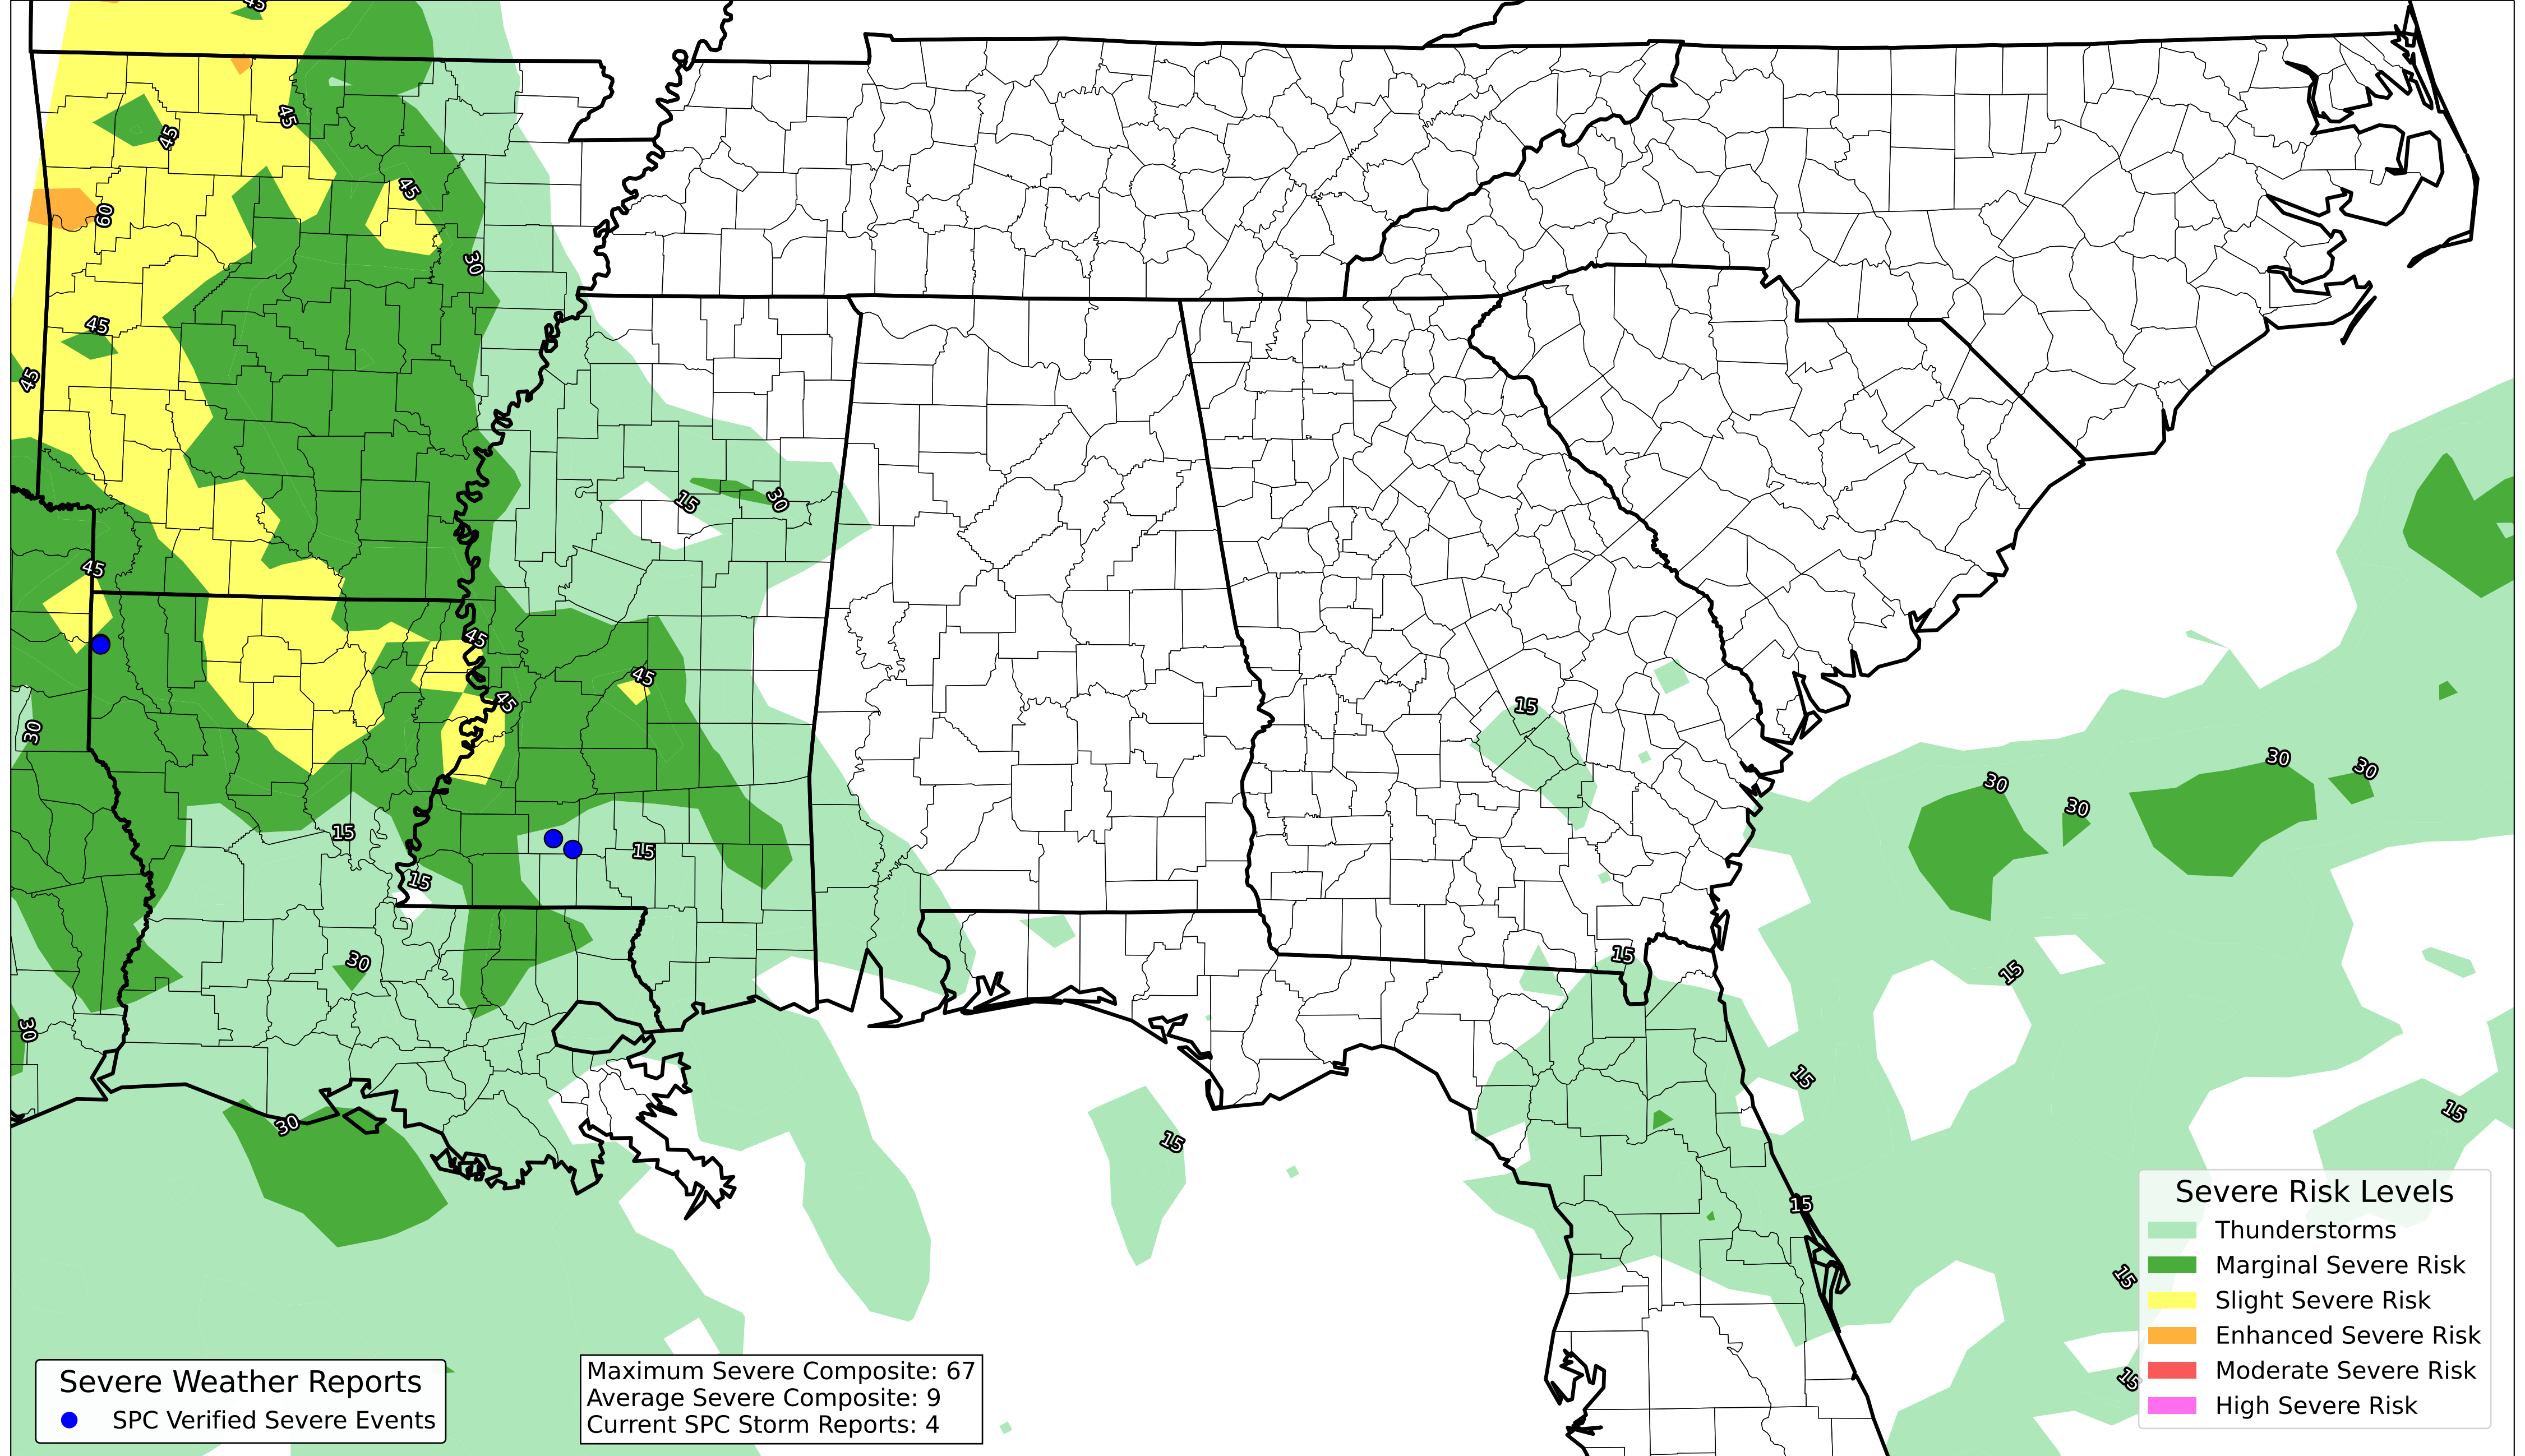 45
45
45
45
60
30
45
45
15
30
45
45
45
45
30
15
30
30
30
30
15
15
15
30
15
15
30
15
30
15
15
15
15
15
15
Severe Risk Levels
Thunderstorms
Marginal Severe Risk
Slight Severe Risk
Enhanced Severe Risk
Moderate Severe Risk
High Severe Risk
Severe Weather Reports
SPC Verified Severe Events
Maximum Severe Composite: 67
Average Severe Composite: 9
Current SPC Storm Reports: 4